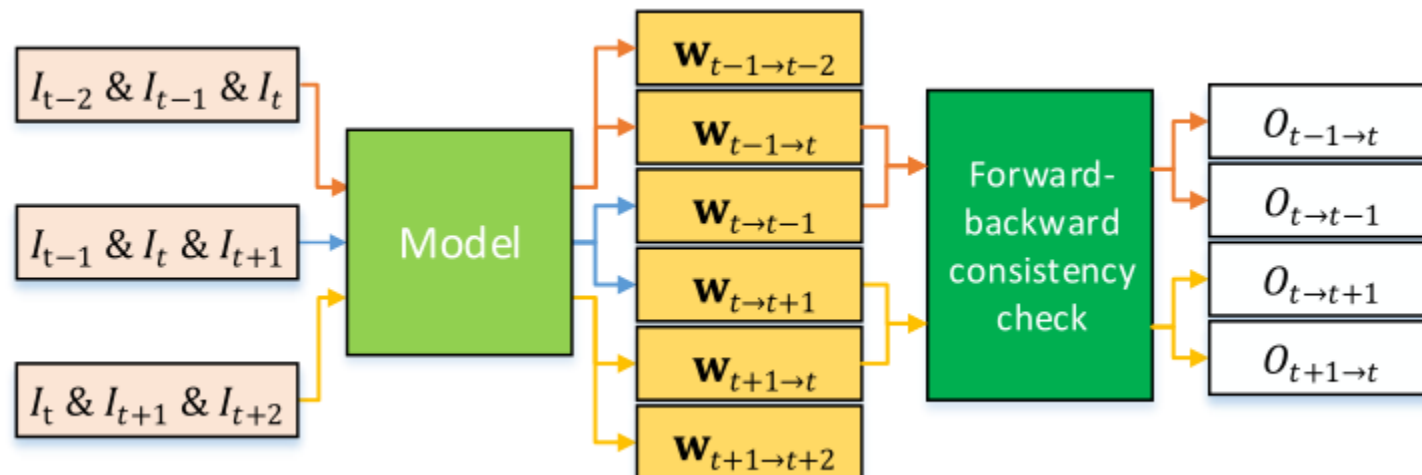 I_{t−2} & I_{t−1} & I_t
I_{t−1} & I_t & I_{t+1}
I_t & I_{t+1} & I_{t+2}
Model
w_{t−1→t−2}
w_{t−1→t}
w_{t→t−1}
w_{t→t+1}
w_{t+1→t}
w_{t+1→t+2}
Forward-
backward
consistency
check
O_{t−1→t}
O_{t→t−1}
O_{t→t+1}
O_{t+1→t}